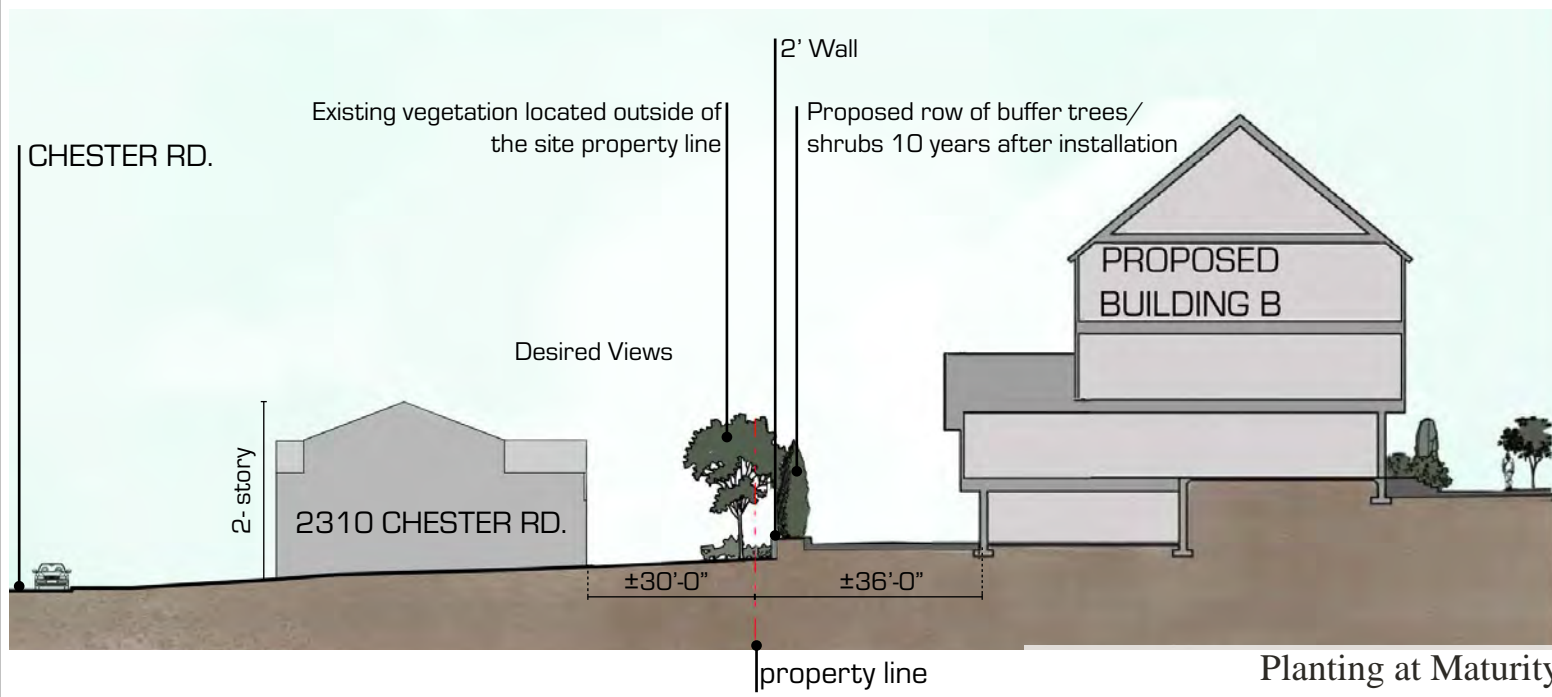 2' Wall
Existing vegetation located outside of
the site property line
Proposed row of buffer trees/
shrubs 10 years after installation
CHESTER RD.
PROPOSED
BUILDING B
Desired Views
2- story
2310 CHESTER RD.
±30'-0"
±36'-0"
property line
Planting at Maturity